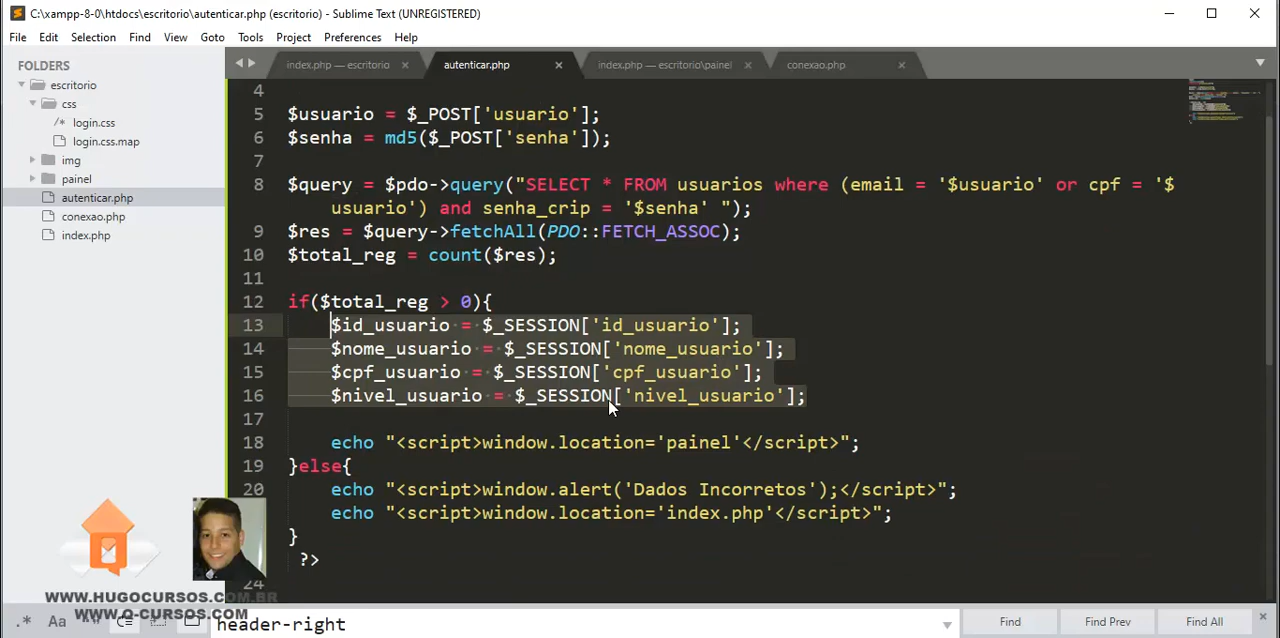 C:\xampp-8-0\htdocs\escritorio\autenticar.php (escritorio) - Sublime Text (UNREGISTERED)
File Edit Selection Find View Goto Tools Project Preferences Help
FOLDERS
escritorio
css
/* login.css
login.css.map
img
painel
autenticar.php
conexao.php
index.php
index.php — escritorio
autenticar.php
index.php — escritorio\painel
conexao.php
4
5 $usuario = $_POST['usuario'];
6 $senha = md5($_POST['senha']);
7
8 $query = $pdo->query("SELECT * FROM usuarios where (email = '$usuario' or cpf = '$
usuario') and senha_crip = '$senha' ");
9 $res = $query->fetchAll(PDO::FETCH_ASSOC);
10 $total_reg = count($res);
11
12 if($total_reg > 0){
13 $id_usuario = $_SESSION['id_usuario'];
14 $nome_usuario = $_SESSION['nome_usuario'];
15 $cpf_usuario = $_SESSION['cpf_usuario'];
16 $nivel_usuario = $_SESSION['nivel_usuario'];
17
18 echo "<script>window.location='painel'</script>";
19 }else{
20 echo "<script>window.alert('Dados Incorretos');</script>";
echo "<script>window.location='index.php'</script>";
}
?>
24
WWW.HUGOCURSOS.COM.BR
WWW.Q-CURSOS.COM
.* Aa
header-right
Find
Find Prev
Find All